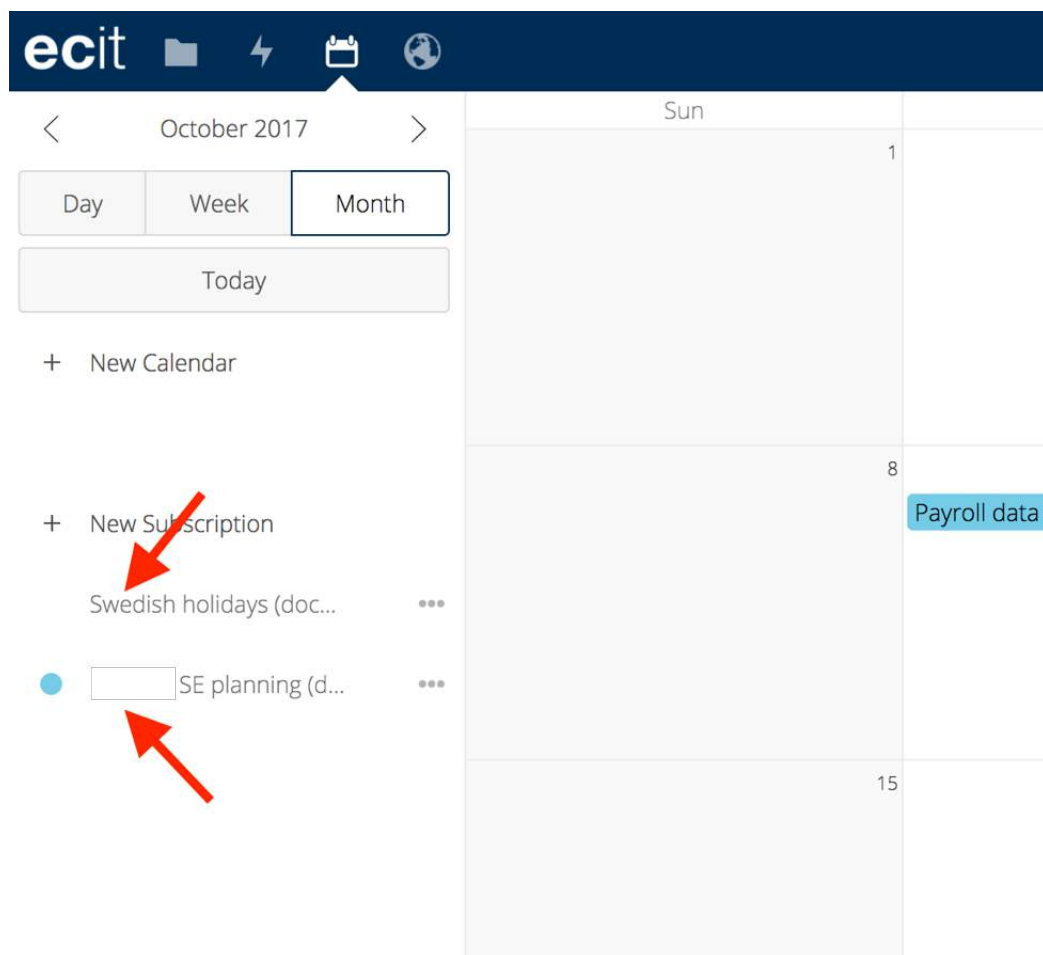 ecit
October 2017
Sun
1
Day Week Month
Today
+ New Calendar
8
+ New Subscription
Payroll data
Swedish holidays (doc...
SE planning (d...
15